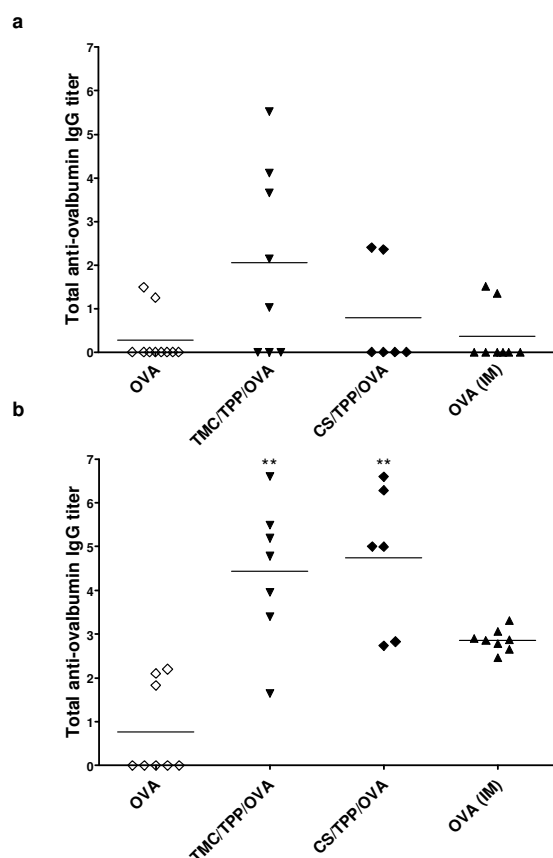 a
Total anti-ovalbumin IgG titer
7
6
5
4
3
2
1
0
OVA
TMC/TPP/OVA
CS/TPP/OVA
OVA (IM)
b
Total anti-ovalbumin IgG titer
7
6
5
4
3
2
1
0
**
**
OVA
TMC/TPP/OVA
CS/TPP/OVA
OVA (IM)